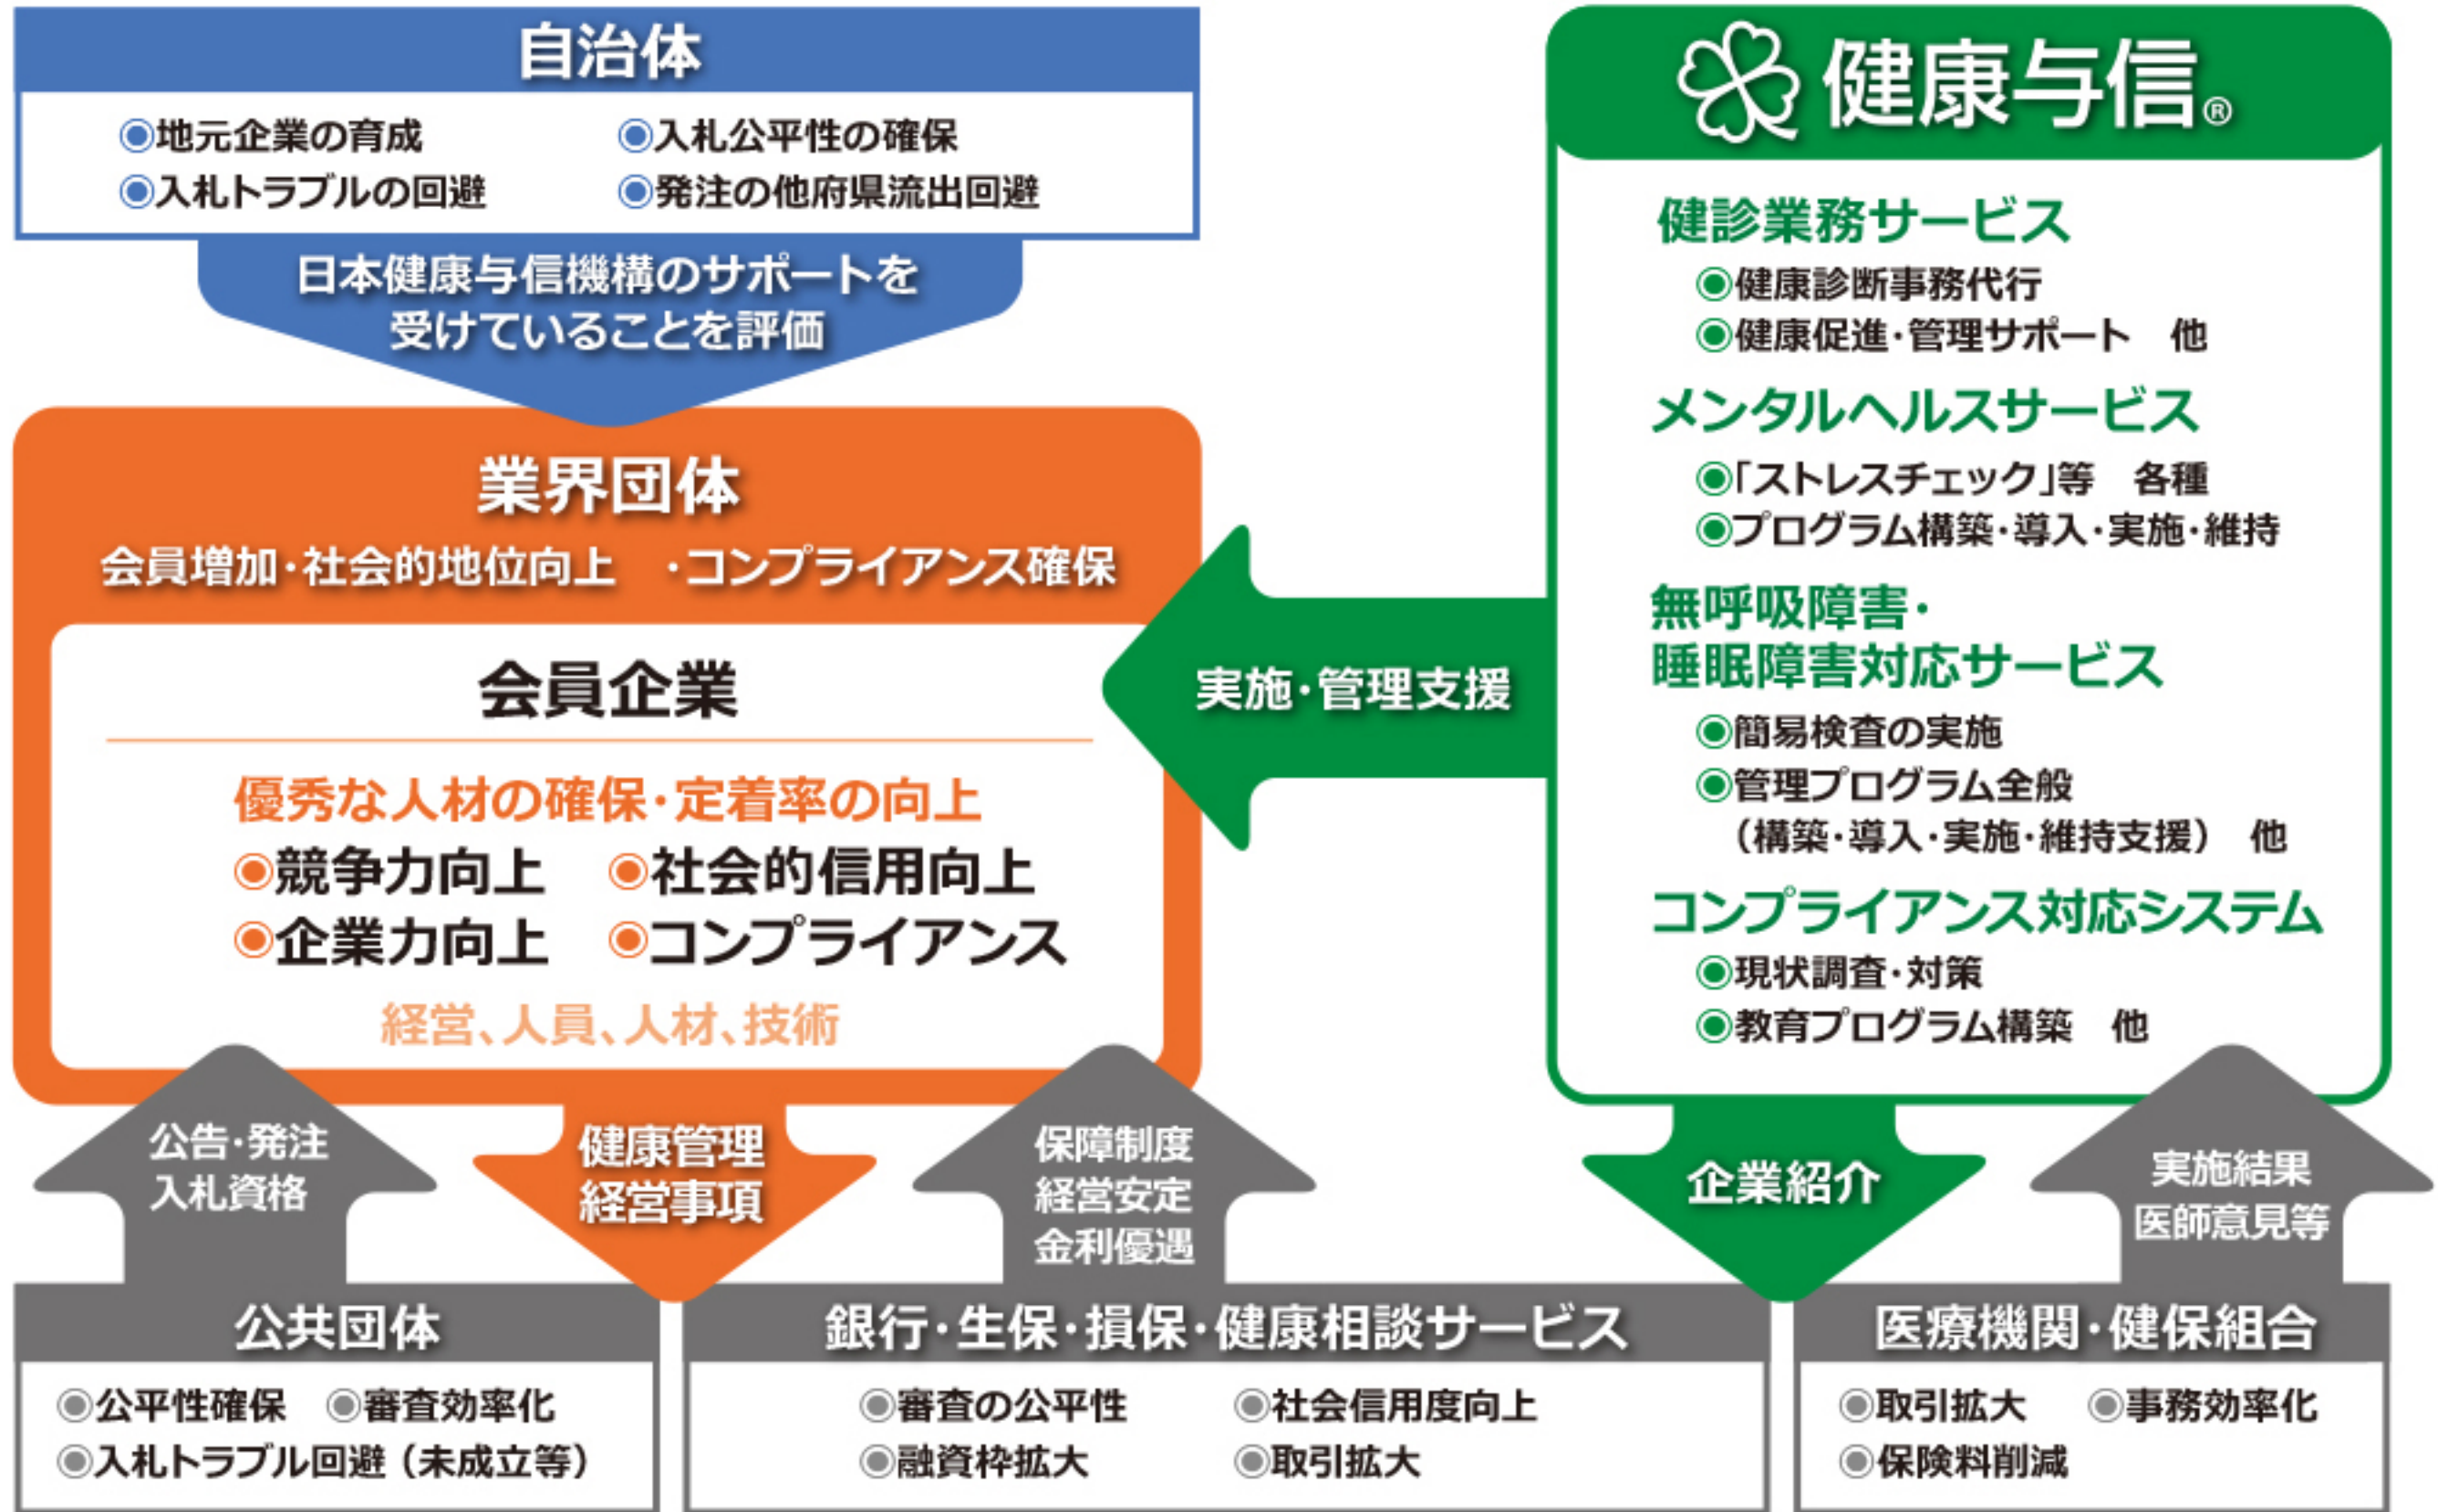 自治体
◉地元企業の育成　◉入札公平性の確保
◉入札トラブルの回避　◉発注の他府県流出回避
日本健康与信機構のサポートを
受けていることを評価
業界団体
会員増加・社会的地位向上　・コンプライアンス確保
会員企業
優秀な人材の確保・定着率の向上
◉競争力向上　◉社会的信用向上
◉企業力向上　◉コンプライアンス
経営、人員、人材、技術
実施・管理支援
健康与信®
健診業務サービス
◉健康診断事務代行
◉健康促進・管理サポート　他
メンタルヘルスサービス
◉「ストレスチェック」等　各種
◉プログラム構築・導入・実施・維持
無呼吸障害・
睡眠障害対応サービス
◉簡易検査の実施
◉管理プログラム全般
（構築・導入・実施・維持支援）　他
コンプライアンス対応システム
◉現状調査・対策
◉教育プログラム構築　他
公告・発注
入札資格
健康管理
経営事項
保障制度
経営安定
金利優遇
企業紹介
実施結果
医師意見等
公共団体
◉公平性確保　◉審査効率化
◉入札トラブル回避（未成立等）
銀行・生保・損保・健康相談サービス
◉審査の公平性　◉社会信用度向上
◉融資枠拡大　◉取引拡大
医療機関・健保組合
◉取引拡大　◉事務効率化
◉保険料削減